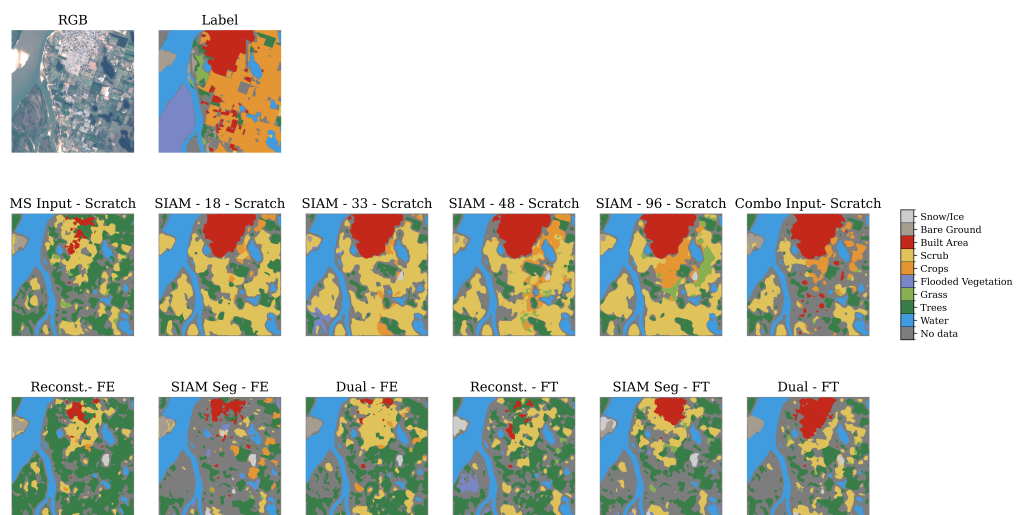 RGB
Label
MS Input - Scratch
SIAM - 18 - Scratch
SIAM - 33 - Scratch
SIAM - 48 - Scratch
SIAM - 96 - Scratch
Combo Input- Scratch
Snow/Ice
Bare Ground
Built Area
Scrub
Crops
Flooded Vegetation
Grass
Trees
Water
No data
Reconst.- FE
SIAM Seg - FE
Dual - FE
Reconst. - FT
SIAM Seg - FT
Dual - FT